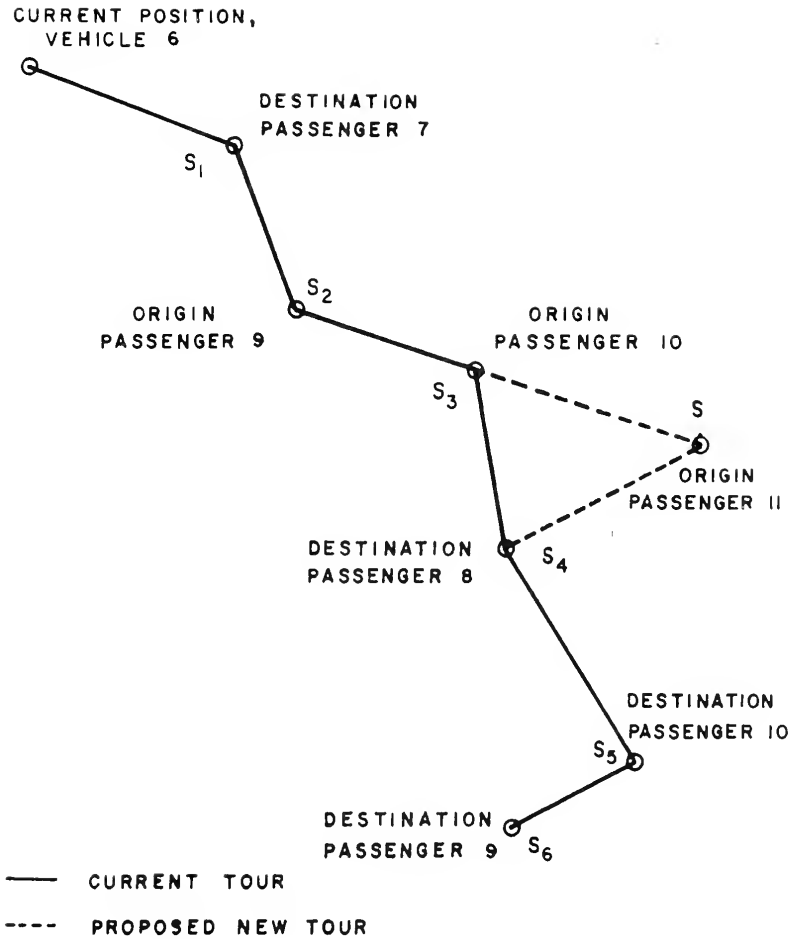 CURRENT POSITION,
VEHICLE 6
DESTINATION
PASSENGER 7
S1
S2
ORIGIN
PASSENGER 9
ORIGIN
PASSENGER 10
S3
S
ORIGIN
PASSENGER 11
DESTINATION
PASSENGER 8
S4
DESTINATION
PASSENGER 10
S5
DESTINATION
PASSENGER 9
S6
CURRENT TOUR
PROPOSED NEW TOUR